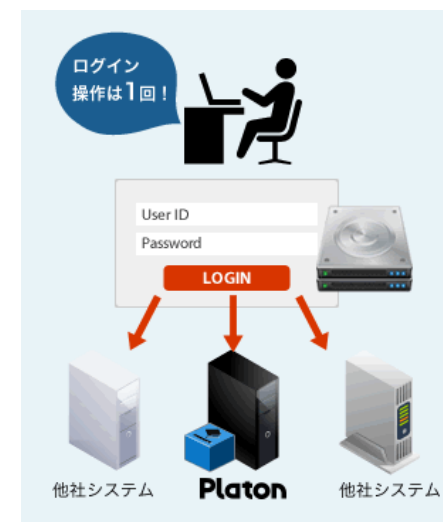 ログイン
操作は1回！
User ID
Password
LOGIN
他社システム
Platon
他社システム